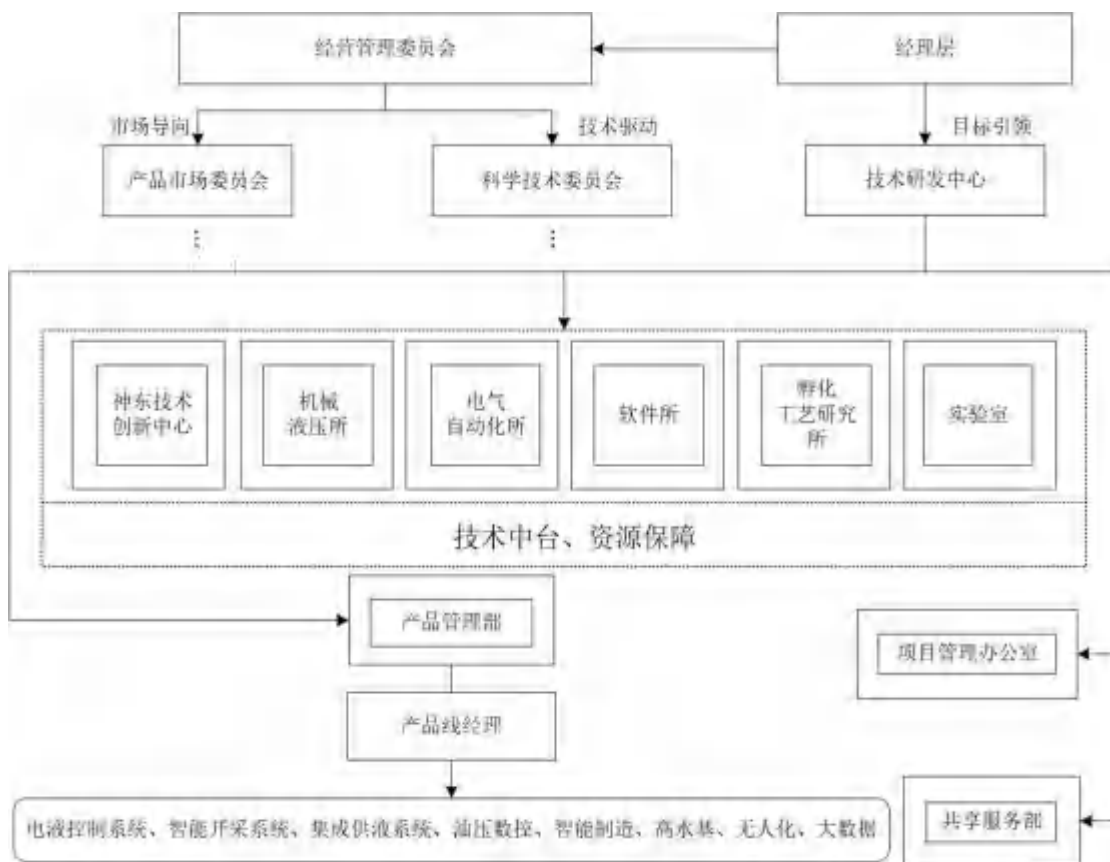 经营管理委员会
经理层
市场导向
技术驱动
目标引领
产品市场委员会
科学技术委员会
技术研发中心
神东技术
创新中心
机械
液压所
电气
自动化所
软件所
孵化
工艺研究
所
实验室
技术中台、资源保障
产品管理部
项目管理办公室
产品线经理
电液控制系统、智能开采系统、集成供液系统、油压数控、智能制造、高水基、无人化、大数据
共享服务部